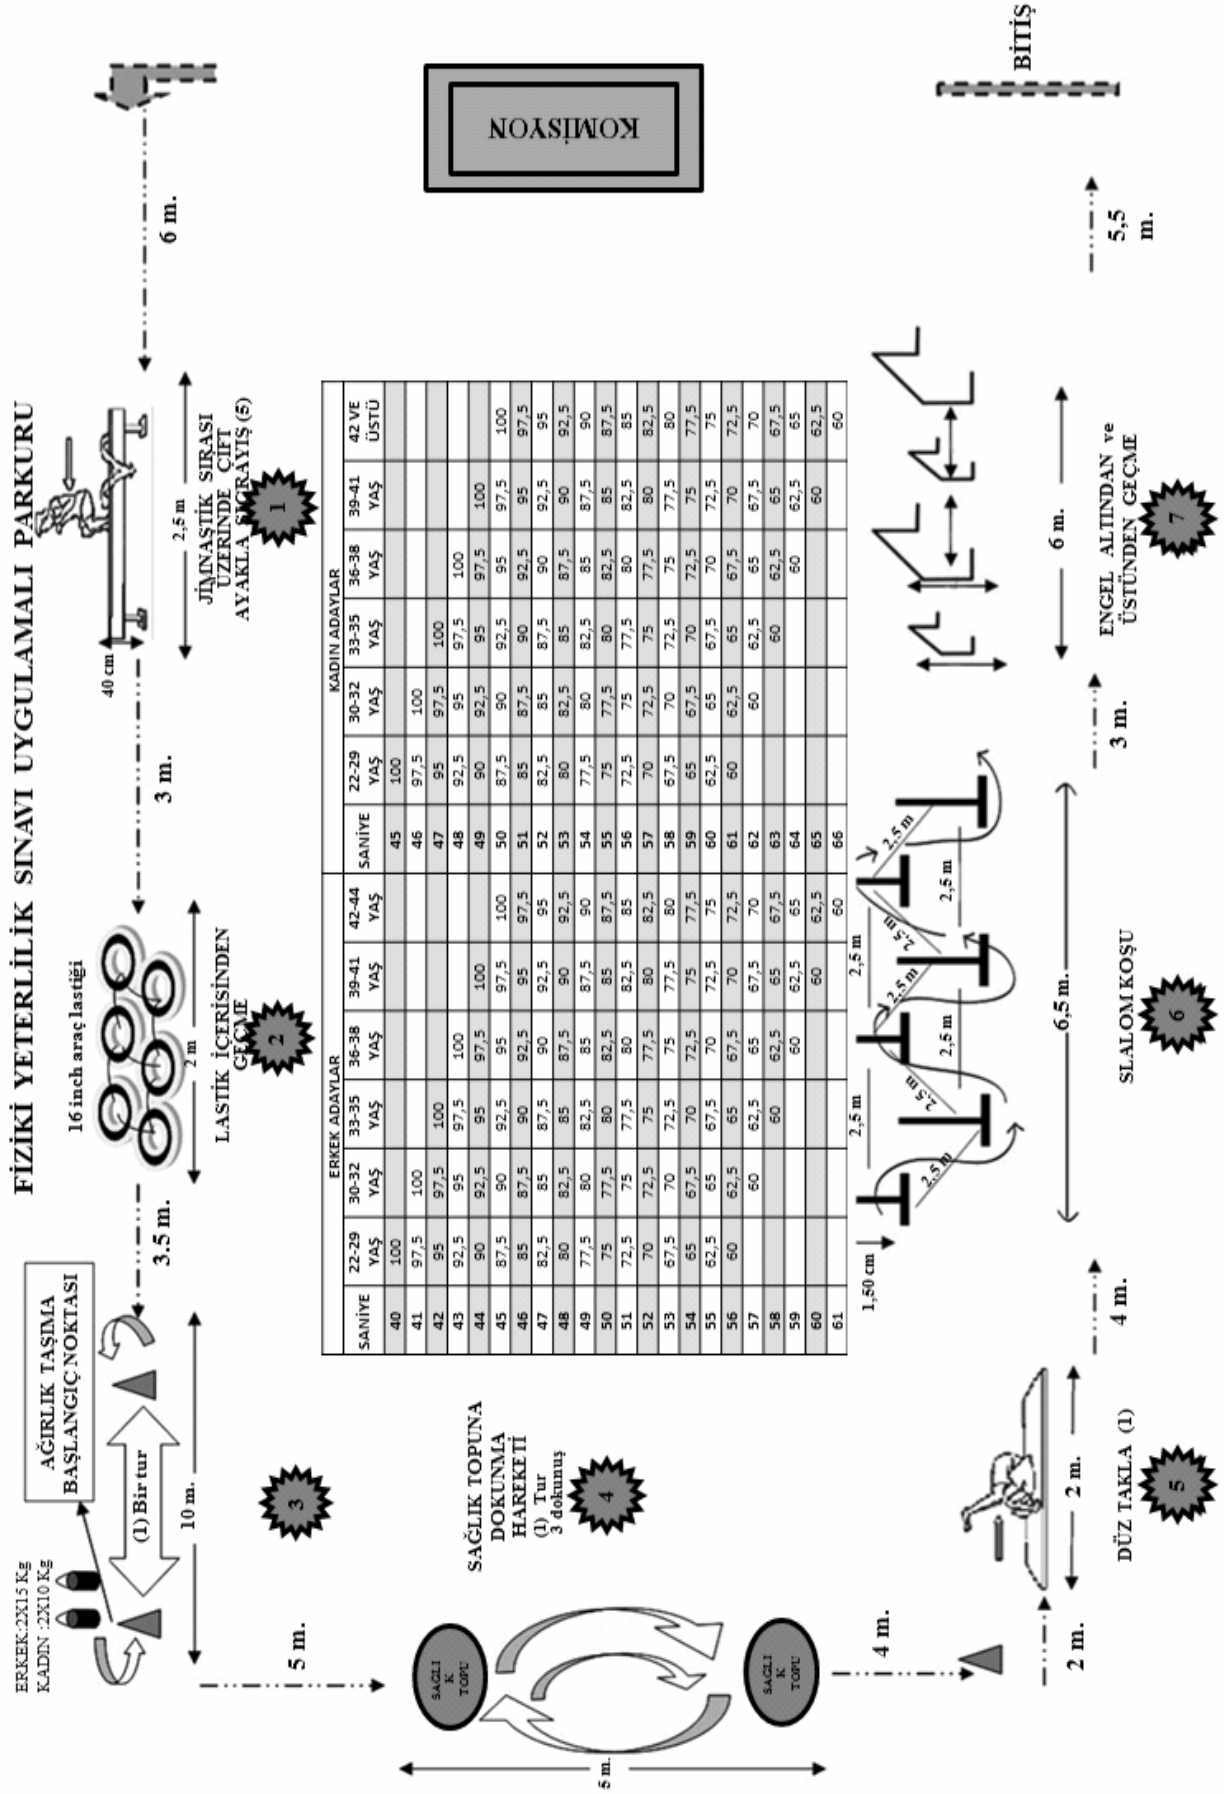 FİZİKİ YETERLİLİK SINAVI UYGULAMALI PARKURU
ERKEK:2X15 Kg
KADIN :2X10 Kg
AĞIRLIK TAŞIMA
BAŞLANGIÇ NOKTASI
(1) Bir tur
10 m.
3
3.5 m.
16 inch araç lastiği
2 m
LASTİK İÇERİSİNDEN
GEÇME
2
3 m.
40 cm
2,5 m
JİMNASTİK SIRASI
ÜZERİNDE ÇİFT
AYAKLA SIÇRAYIŞ (5)
1
6 m.
5 m.
SAĞLI
K
TOPU
SAĞLI
K
TOPU
5 m.
SAĞLIK TOPUNA
DOKUNMA
HAREKETİ
(1) Tur
3 dokunuş
4
ERKEK ADAYLAR KADIN ADAYLAR
SANİYE 22-29 YAŞ 30-32 YAŞ 33-35 YAŞ 36-38 YAŞ 39-41 YAŞ 42-44 YAŞ SANİYE 22-29 YAŞ 30-32 YAŞ 33-35 YAŞ 36-38 YAŞ 39-41 YAŞ 42 VE ÜSTÜ
40 100 45 100
41 97,5 100 46 97,5 100
42 95 97,5 100 47 95 97,5 100
43 92,5 95 97,5 100 48 92,5 95 97,5 100
44 90 92,5 95 97,5 100 49 90 92,5 95 97,5 100
45 87,5 90 92,5 95 97,5 100 50 87,5 90 92,5 95 97,5 100
46 85 87,5 90 92,5 95 97,5 51 85 87,5 90 92,5 95 97,5
47 82,5 85 87,5 90 92,5 95 52 82,5 85 87,5 90 92,5 95
48 80 82,5 85 87,5 90 92,5 53 80 82,5 85 87,5 90 92,5
49 77,5 80 82,5 85 87,5 90 54 77,5 80 82,5 85 87,5 90
50 75 77,5 80 82,5 85 87,5 55 75 77,5 80 82,5 85 87,5
51 72,5 75 77,5 80 82,5 85 56 72,5 75 77,5 80 82,5 85
52 70 72,5 75 77,5 80 82,5 57 70 72,5 75 77,5 80 82,5
53 67,5 70 72,5 75 77,5 80 58 67,5 70 72,5 75 77,5 80
54 65 67,5 70 72,5 75 77,5 59 65 67,5 70 72,5 75 77,5
55 62,5 65 67,5 70 72,5 75 60 62,5 65 67,5 70 72,5 75
56 60 62,5 65 67,5 70 72,5 61 60 62,5 65 67,5 70 72,5
57 60 62,5 65 67,5 70 62 60 62,5 65 67,5 70
58 60 62,5 65 67,5 63 60 62,5 65 67,5
59 60 62,5 65 64 60 62,5 65
60 60 62,5 65 60 62,5
61 60 66 60
KOMİSYON
4 m.
2 m.
2 m.
DÜZ TAKLA (1)
5
4 m.
1,50 cm
2,5 m
2,5 m
2,5 m
2,5 m
2,5 m
2,5 m
2,5 m
2,5 m
2,5 m
6,5 m.
SLALOM KOŞU
6
3 m.
6 m.
ENGEL ALTINDAN ve
ÜSTÜNDEN GEÇME
7
5,5
m.
BİTİŞ